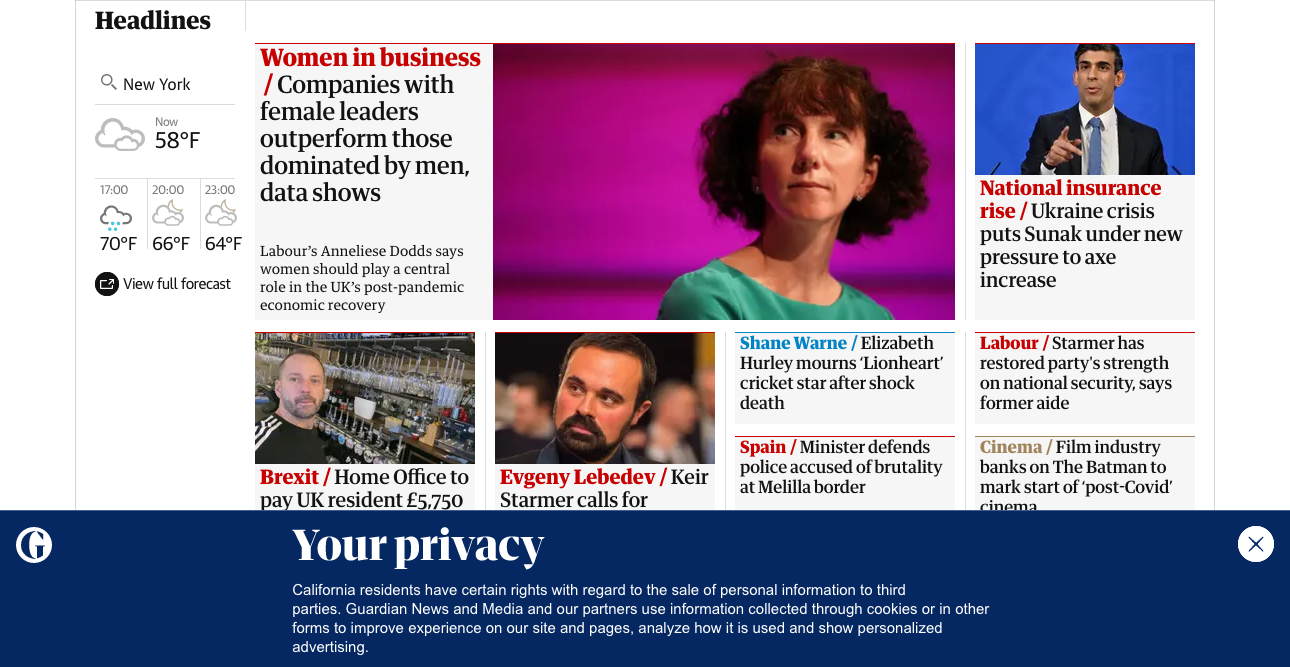 Headlines
New York
Now
58°F
17:00
20:00
23:00
70°F
66°F
64°F
View full forecast
Women in business
/ Companies with
female leaders
outperform those
dominated by men,
data shows
Labour’s Anneliese Dodds says
women should play a central
role in the UK’s post-pandemic
economic recovery
National insurance
rise / Ukraine crisis
puts Sunak under new
pressure to axe
increase
Brexit / Home Office to
pay UK resident £5,750
Evgeny Lebedev / Keir
Starmer calls for
Shane Warne / Elizabeth
Hurley mourns ‘Lionheart’
cricket star after shock
death
Spain / Minister defends
police accused of brutality
at Melilla border
Labour / Starmer has
restored party’s strength
on national security, says
former aide
Cinema / Film industry
banks on The Batman to
mark start of ‘post-Covid’
cinema
G
Your privacy
California residents have certain rights with regard to the sale of personal information to third
parties. Guardian News and Media and our partners use information collected through cookies or in other
forms to improve experience on our site and pages, analyze how it is used and show personalized
advertising.